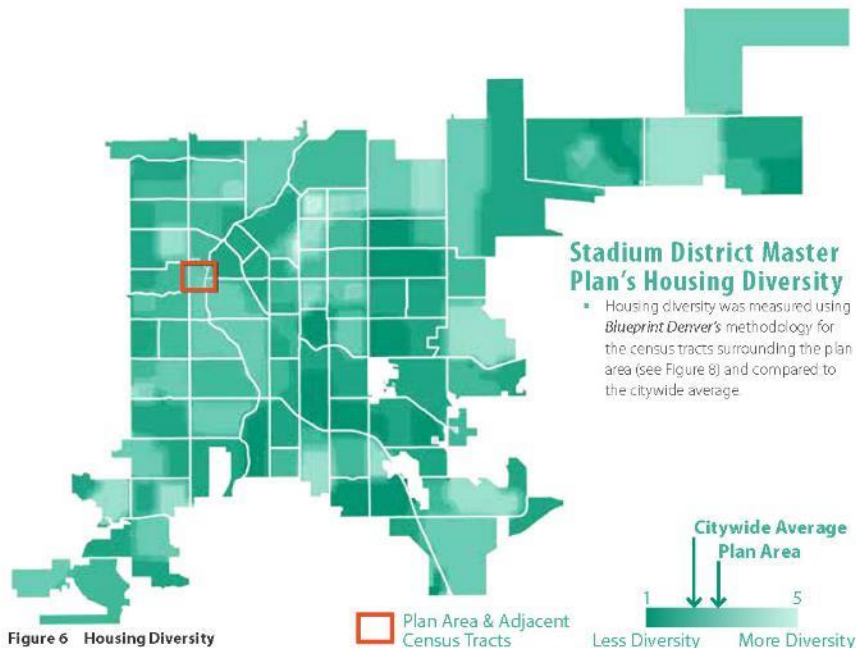 Stadium District Master
Plan's Housing Diversity
▪ Housing diversity was measured using
Blueprint Denver's methodology for
the census tracts surrounding the plan
area (see Figure 8) and compared to
the citywide average.
Citywide Average
Plan Area
1 5
Less Diversity More Diversity
Plan Area & Adjacent
Census Tracts
Figure 6 Housing Diversity